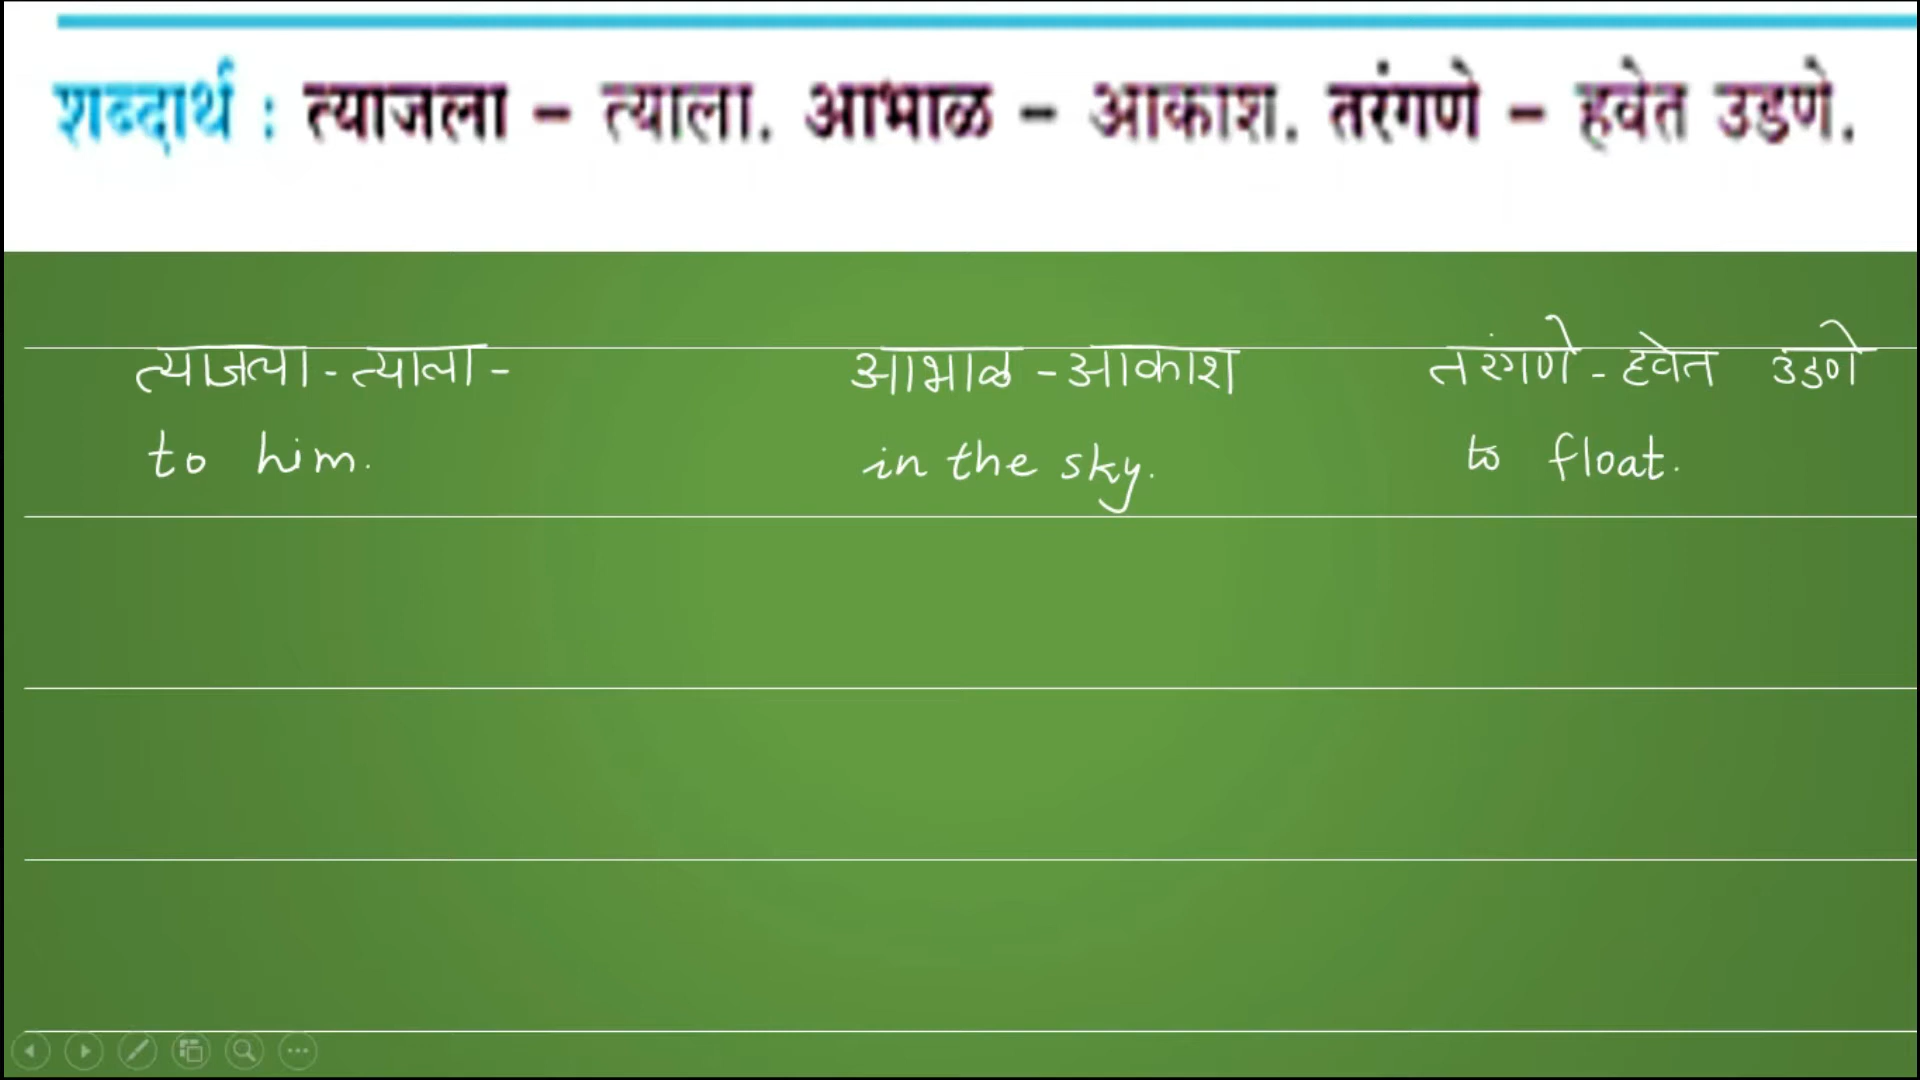 शब्दार्थ : त्याजला – त्याला. आभाळ – आकाश. तरंगणे – हवेत उडणे.
त्याजला - त्याला - आभाळ - आकाश तरंगणे - हवेत उडणे
to him. in the sky. to float.